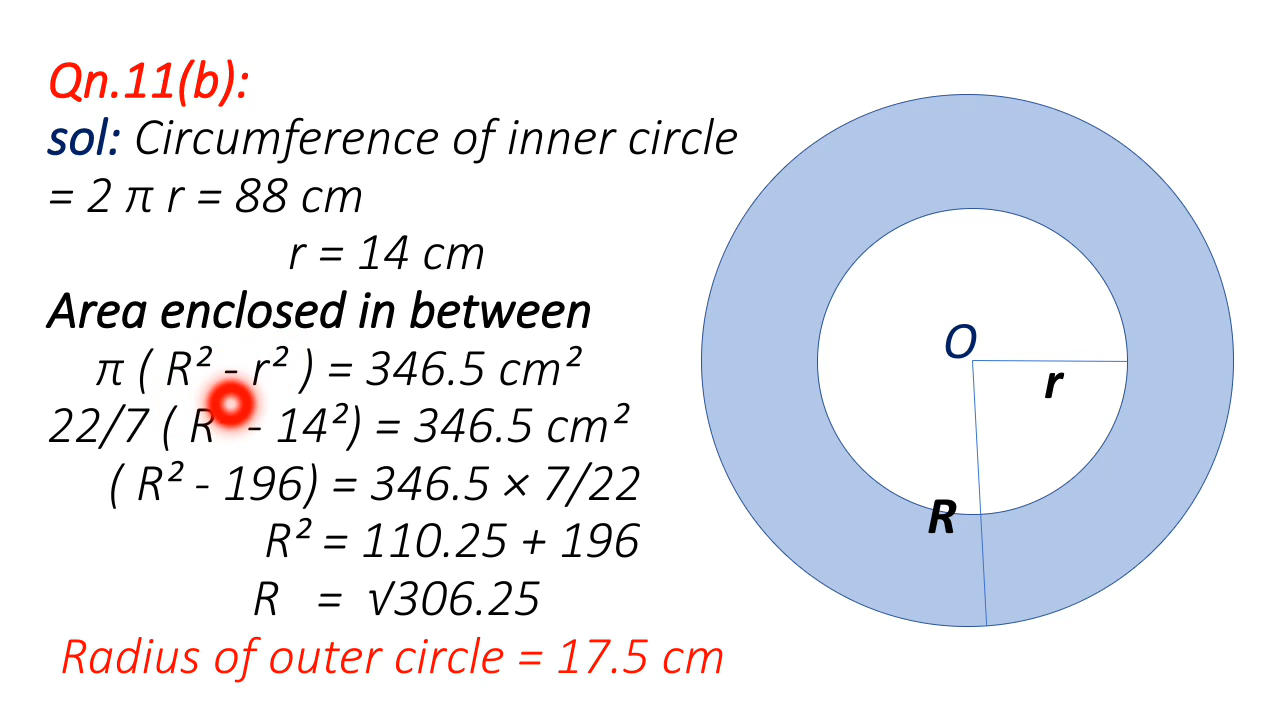 Qn.11(b):
sol: Circumference of inner circle
= 2 π r = 88 cm
r = 14 cm
Area enclosed in between
π ( R² - r² ) = 346.5 cm²
22/7 ( R - 14²) = 346.5 cm²
( R² - 196) = 346.5 × 7/22
R² = 110.25 + 196
R = √306.25
Radius of outer circle = 17.5 cm
O
r
R